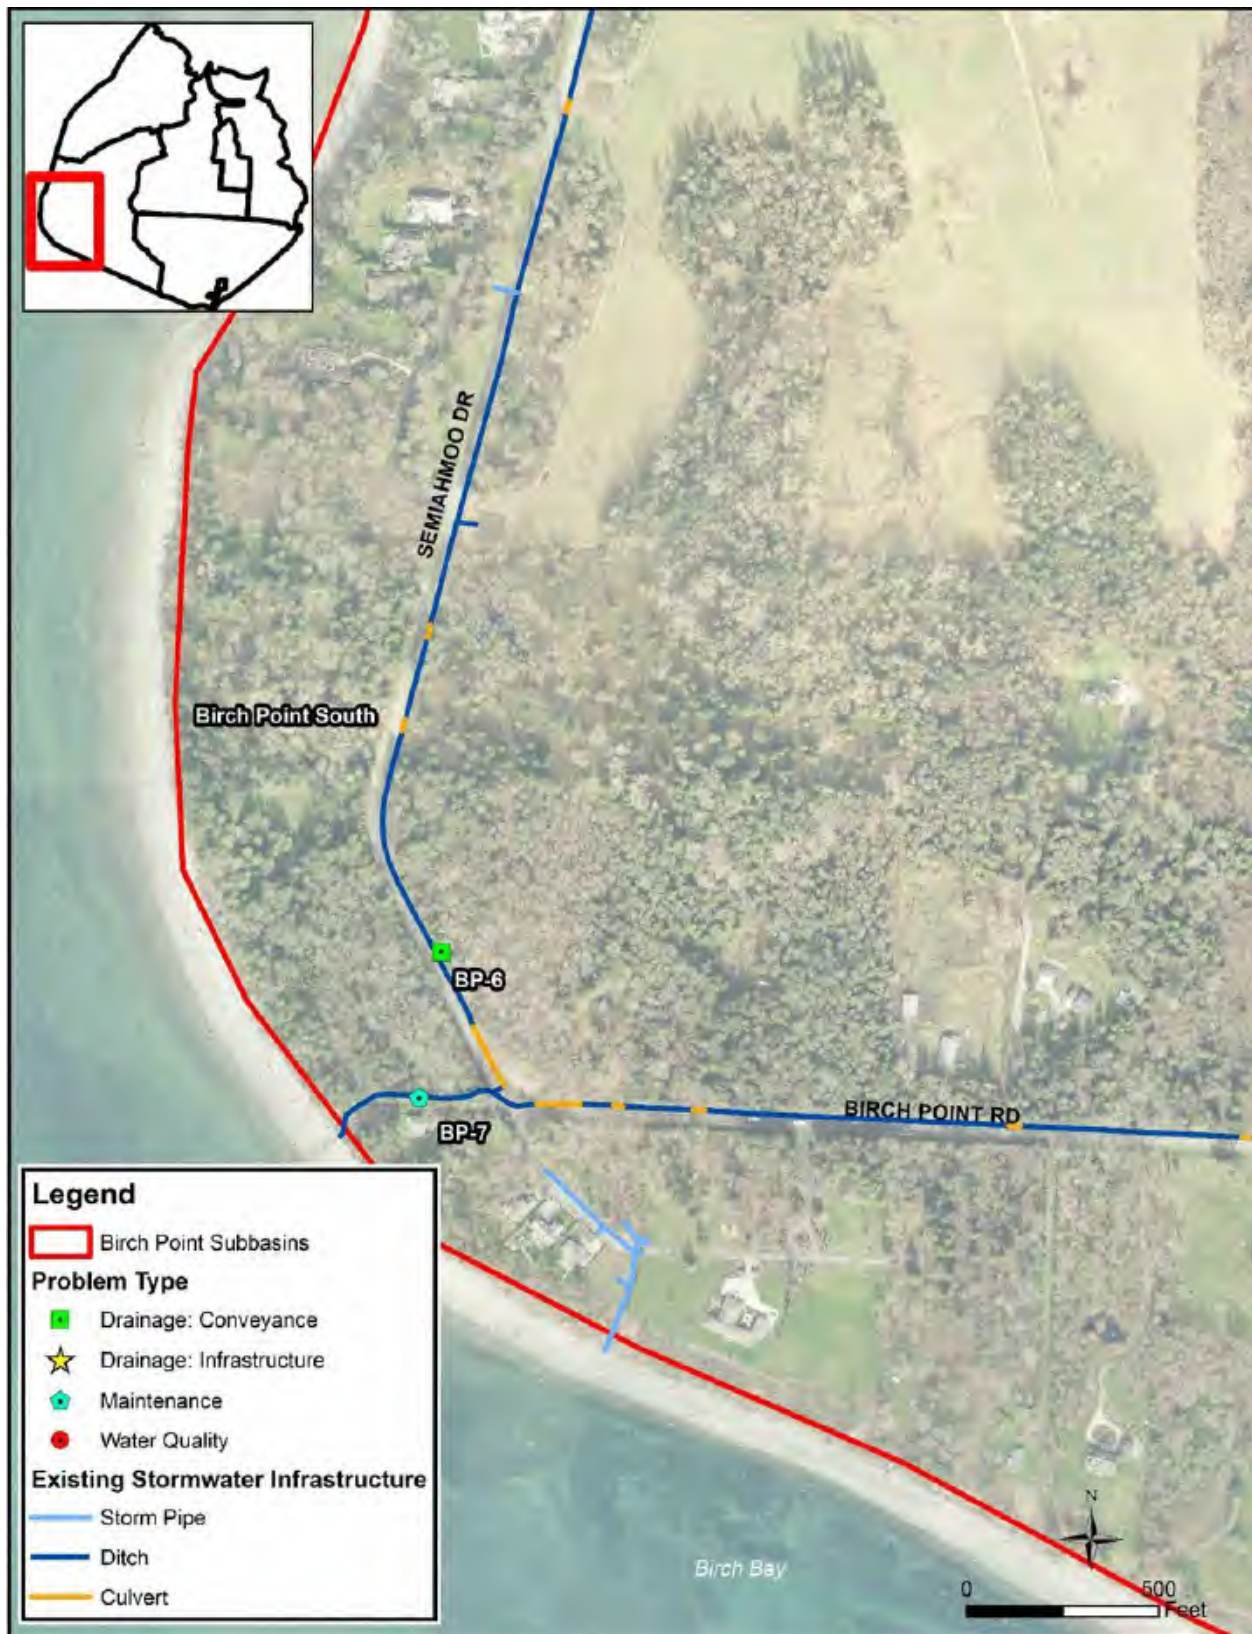 SEMIAHMOO DR
Birch Point South
BP-6
BIRCH POINT RD
BP-7
Legend
Birch Point Subbasins
Problem Type
Drainage: Conveyance
Drainage: Infrastructure
Maintenance
Water Quality
Existing Stormwater Infrastructure
Storm Pipe
Ditch
Culvert
N
Birch Bay
0 500
Feet